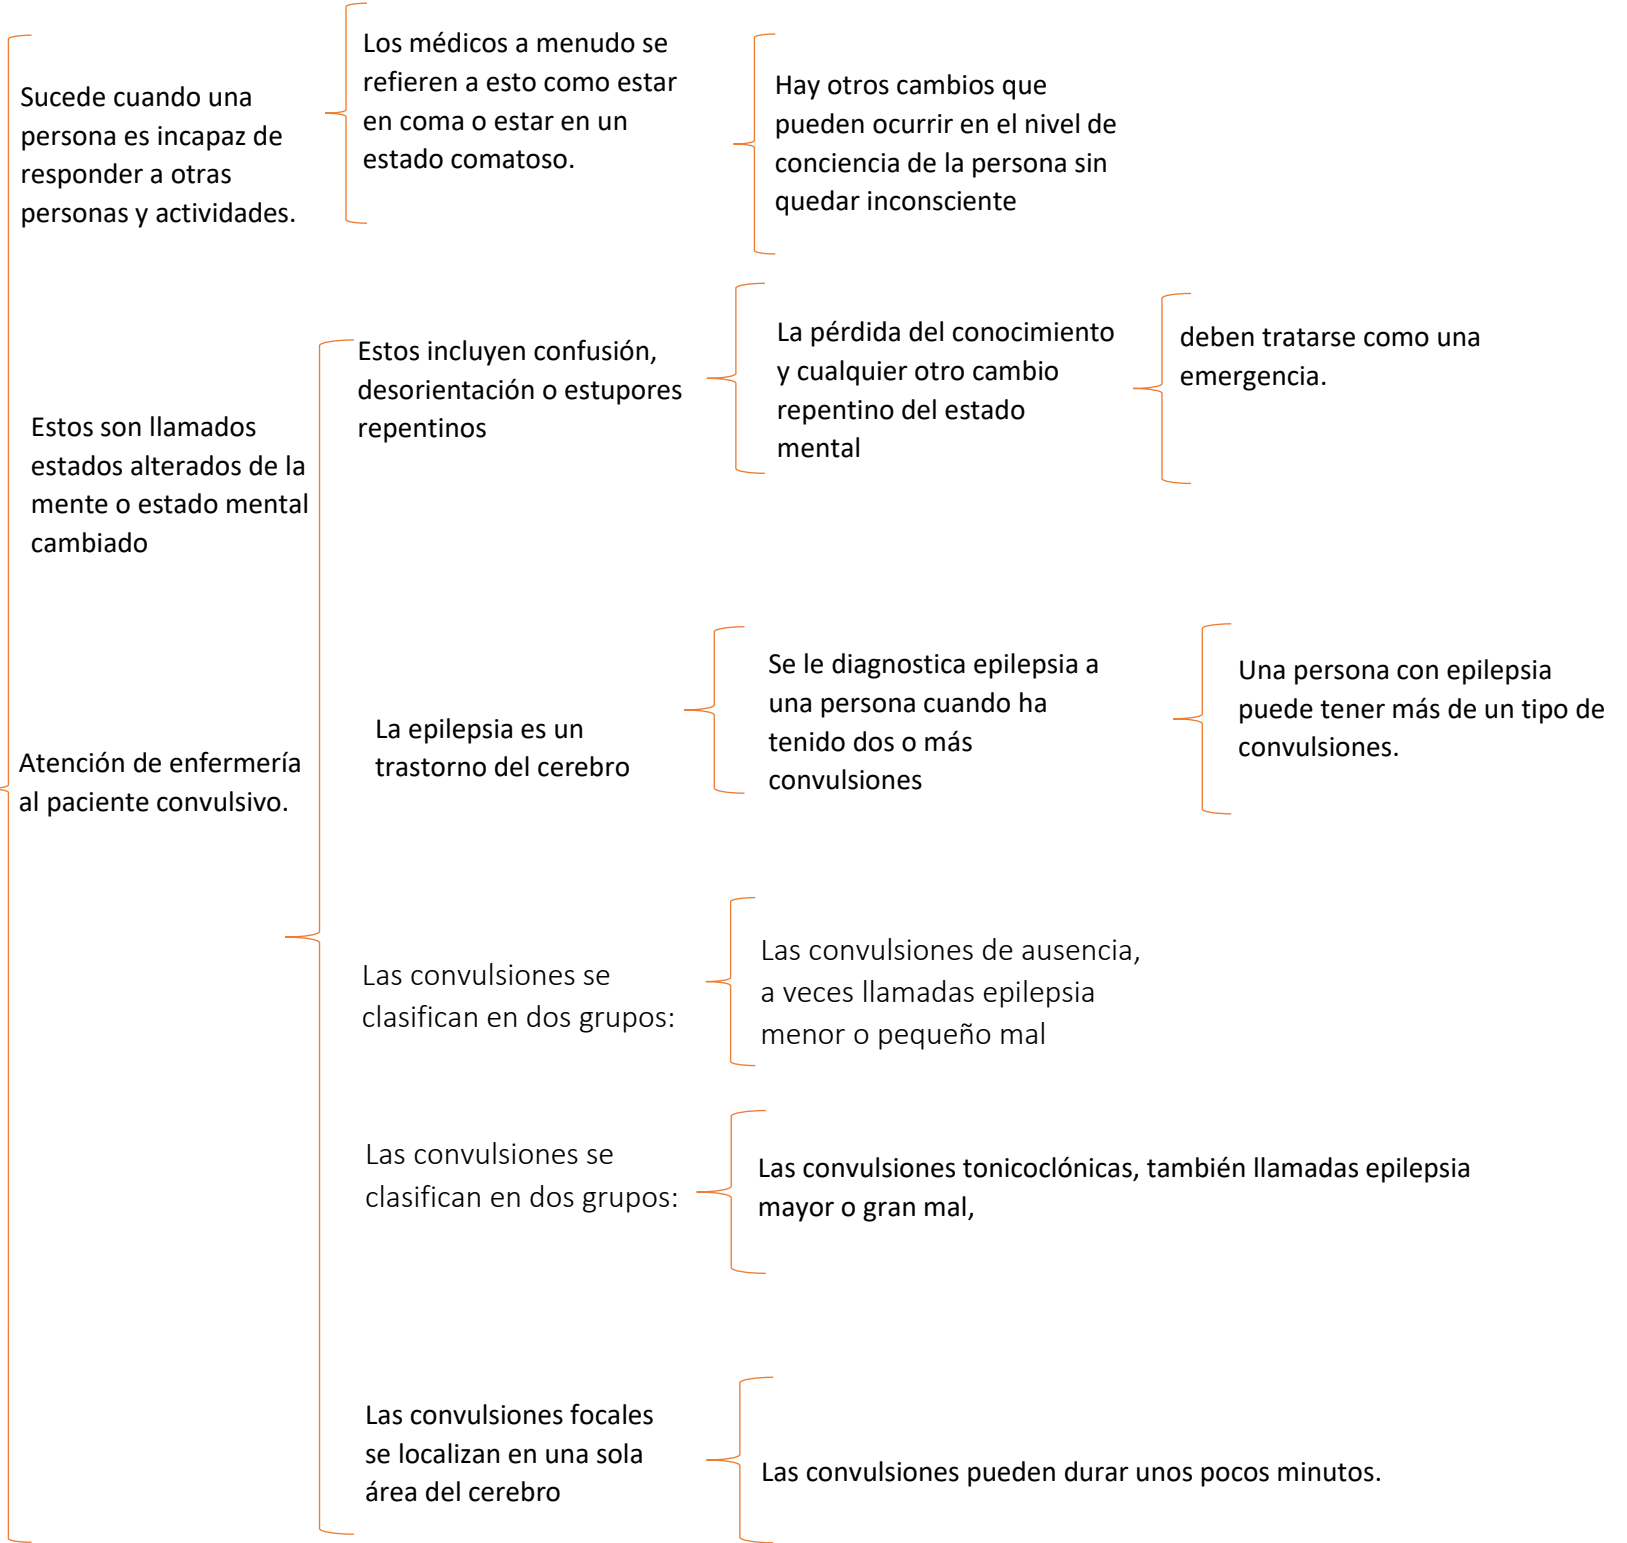 Sucede cuando una
persona es incapaz de
responder a otras
personas y actividades.
Los médicos a menudo se
refieren a esto como estar
en coma o estar en un
estado comatoso.
Hay otros cambios que
pueden ocurrir en el nivel de
conciencia de la persona sin
quedar inconsciente
Estos son llamados
estados alterados de la
mente o estado mental
cambiado
Estos incluyen confusión,
desorientación o estupores
repentinos
La pérdida del conocimiento
y cualquier otro cambio
repentino del estado
mental
deben tratarse como una
emergencia.
Atención de enfermería
al paciente convulsivo.
La epilepsia es un
trastorno del cerebro
Se le diagnostica epilepsia a
una persona cuando ha
tenido dos o más
convulsiones
Una persona con epilepsia
puede tener más de un tipo de
convulsiones.
Las convulsiones se
clasifican en dos grupos:
Las convulsiones de ausencia,
a veces llamadas epilepsia
menor o pequeño mal
Las convulsiones se
clasifican en dos grupos:
Las convulsiones tonicoclónicas, también llamadas epilepsia
mayor o gran mal,
Las convulsiones focales
se localizan en una sola
área del cerebro
Las convulsiones pueden durar unos pocos minutos.